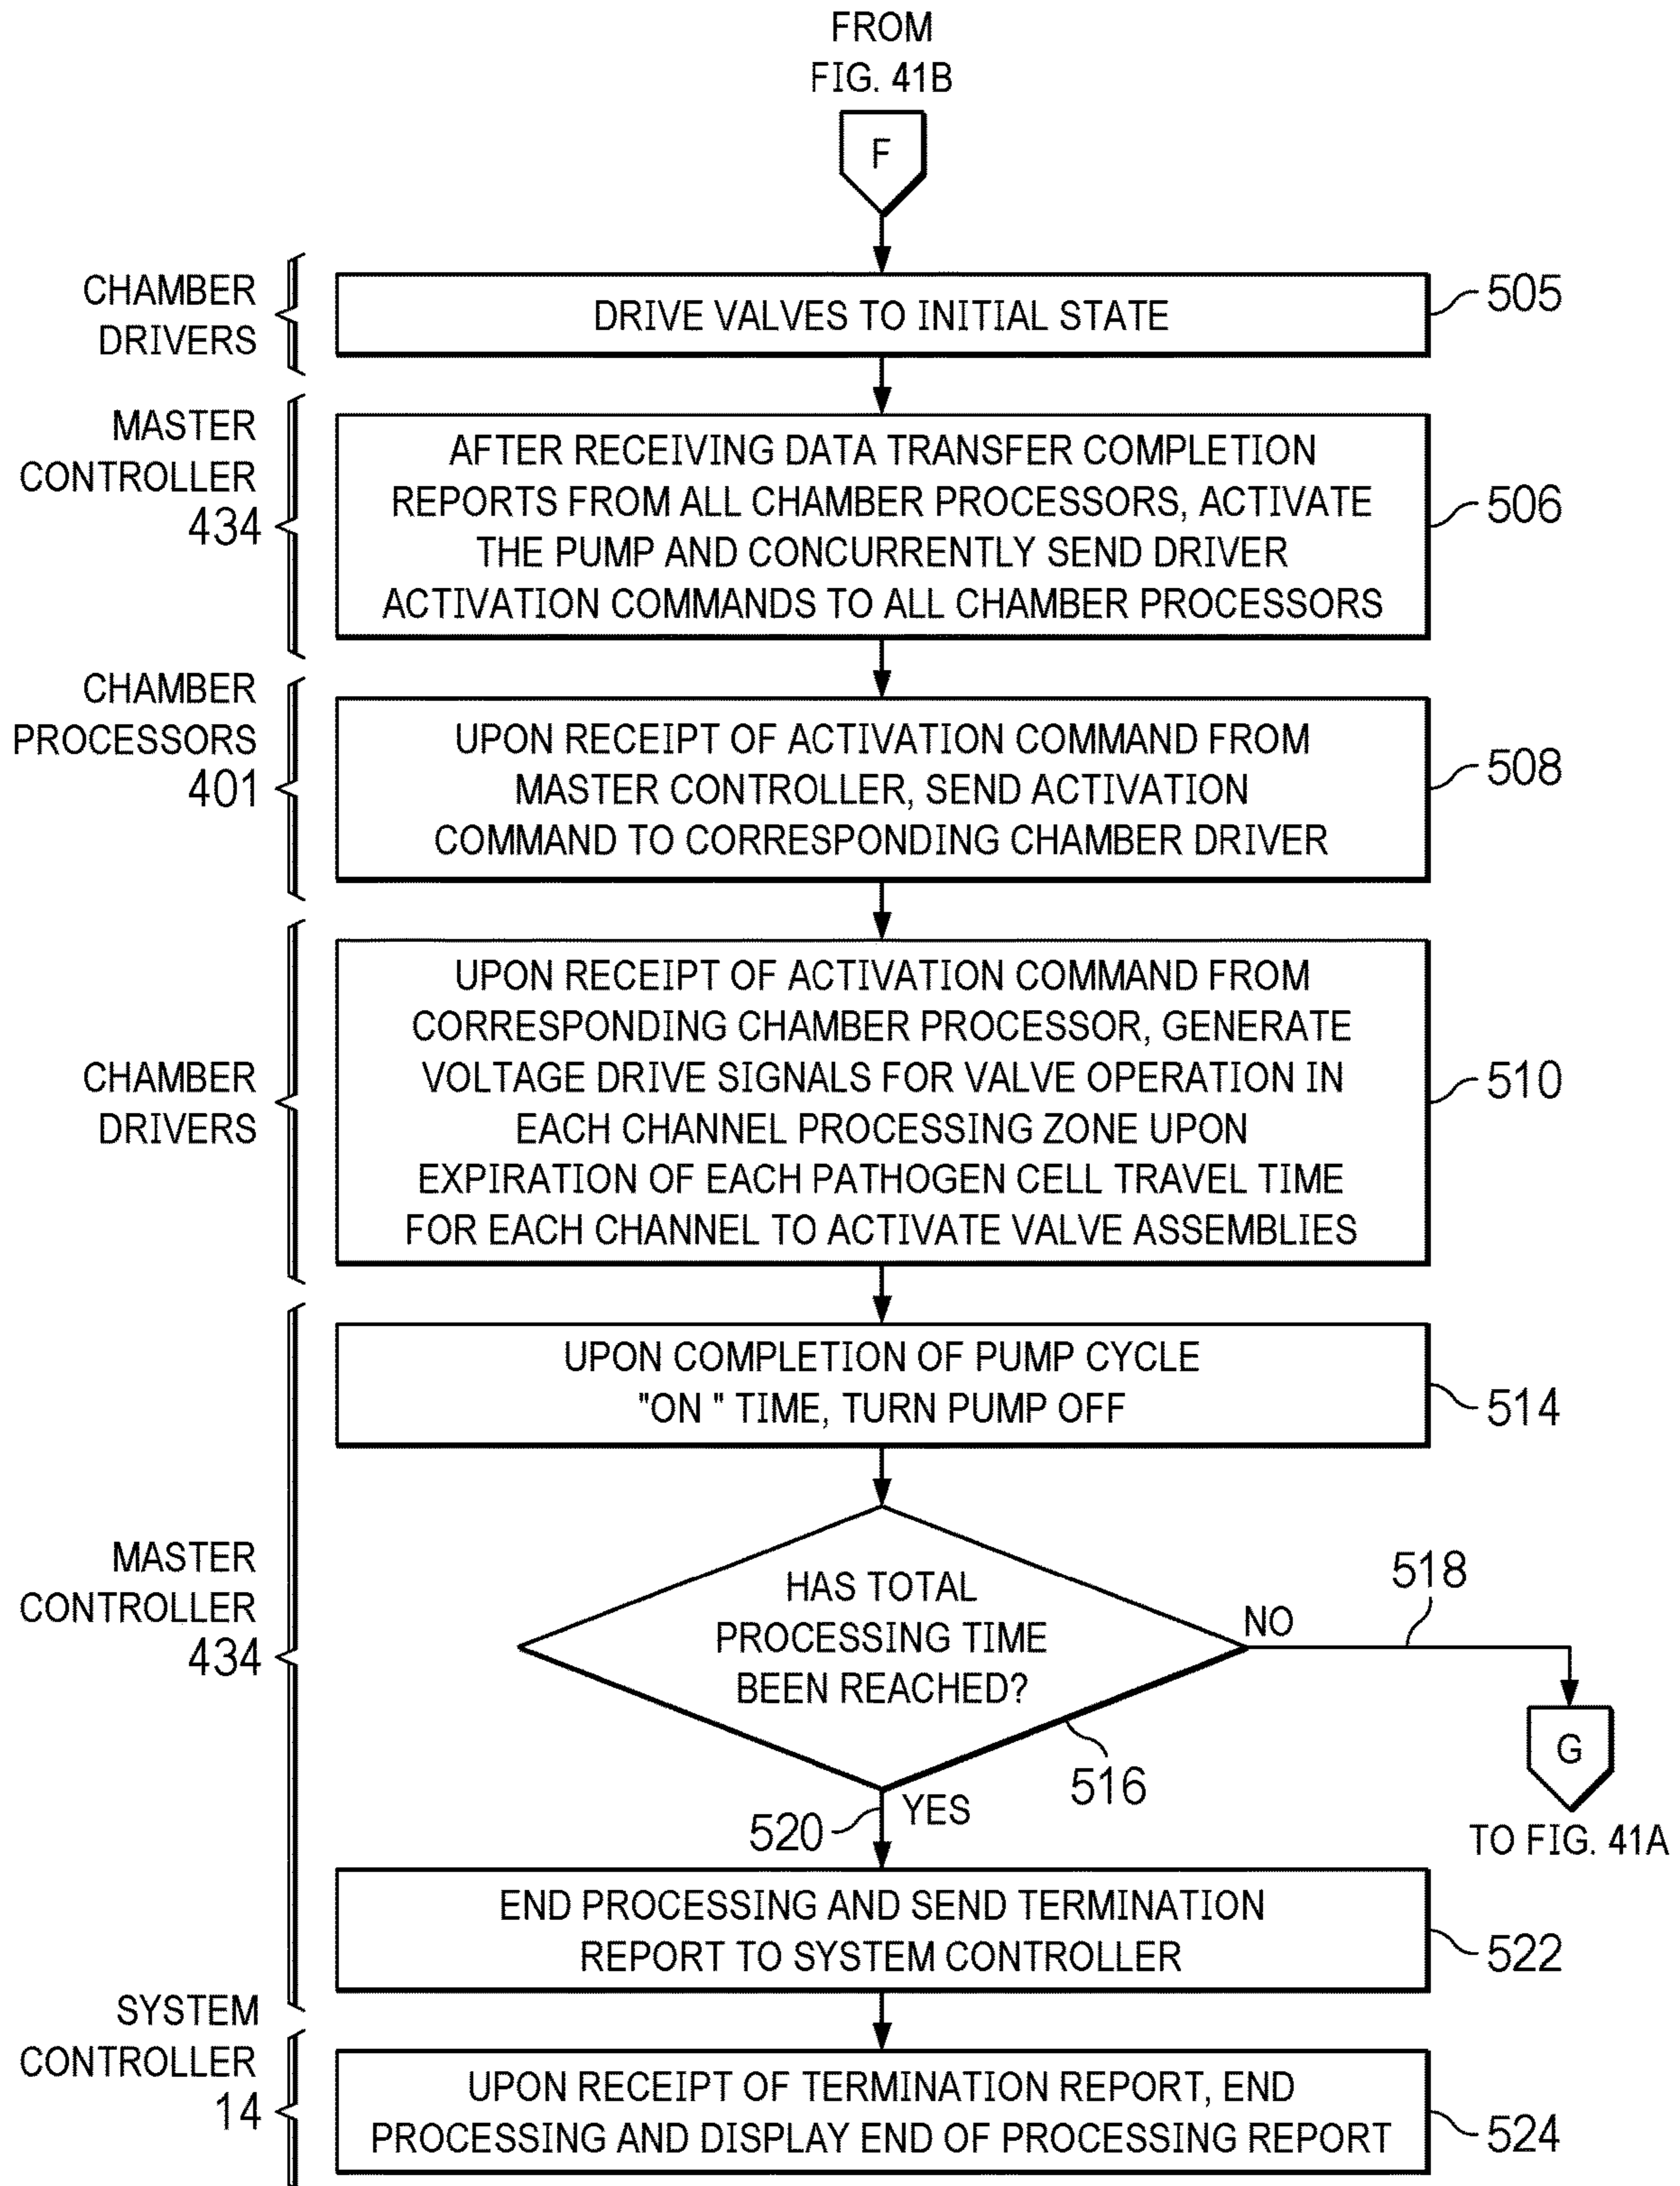 FROM
FIG. 41B
F
CHAMBER
DRIVERS
DRIVE VALVES TO INITIAL STATE
505
MASTER
CONTROLLER
434
AFTER RECEIVING DATA TRANSFER COMPLETION
REPORTS FROM ALL CHAMBER PROCESSORS, ACTIVATE
THE PUMP AND CONCURRENTLY SEND DRIVER
ACTIVATION COMMANDS TO ALL CHAMBER PROCESSORS
506
CHAMBER
PROCESSORS
401
UPON RECEIPT OF ACTIVATION COMMAND FROM
MASTER CONTROLLER, SEND ACTIVATION
COMMAND TO CORRESPONDING CHAMBER DRIVER
508
CHAMBER
DRIVERS
UPON RECEIPT OF ACTIVATION COMMAND FROM
CORRESPONDING CHAMBER PROCESSOR, GENERATE
VOLTAGE DRIVE SIGNALS FOR VALVE OPERATION IN
EACH CHANNEL PROCESSING ZONE UPON
EXPIRATION OF EACH PATHOGEN CELL TRAVEL TIME
FOR EACH CHANNEL TO ACTIVATE VALVE ASSEMBLIES
510
MASTER
CONTROLLER
434
UPON COMPLETION OF PUMP CYCLE
"ON " TIME, TURN PUMP OFF
514
HAS TOTAL
PROCESSING TIME
BEEN REACHED?
516
NO
518
G
TO FIG. 41A
520
YES
END PROCESSING AND SEND TERMINATION
REPORT TO SYSTEM CONTROLLER
522
SYSTEM
CONTROLLER
14
UPON RECEIPT OF TERMINATION REPORT, END
PROCESSING AND DISPLAY END OF PROCESSING REPORT
524